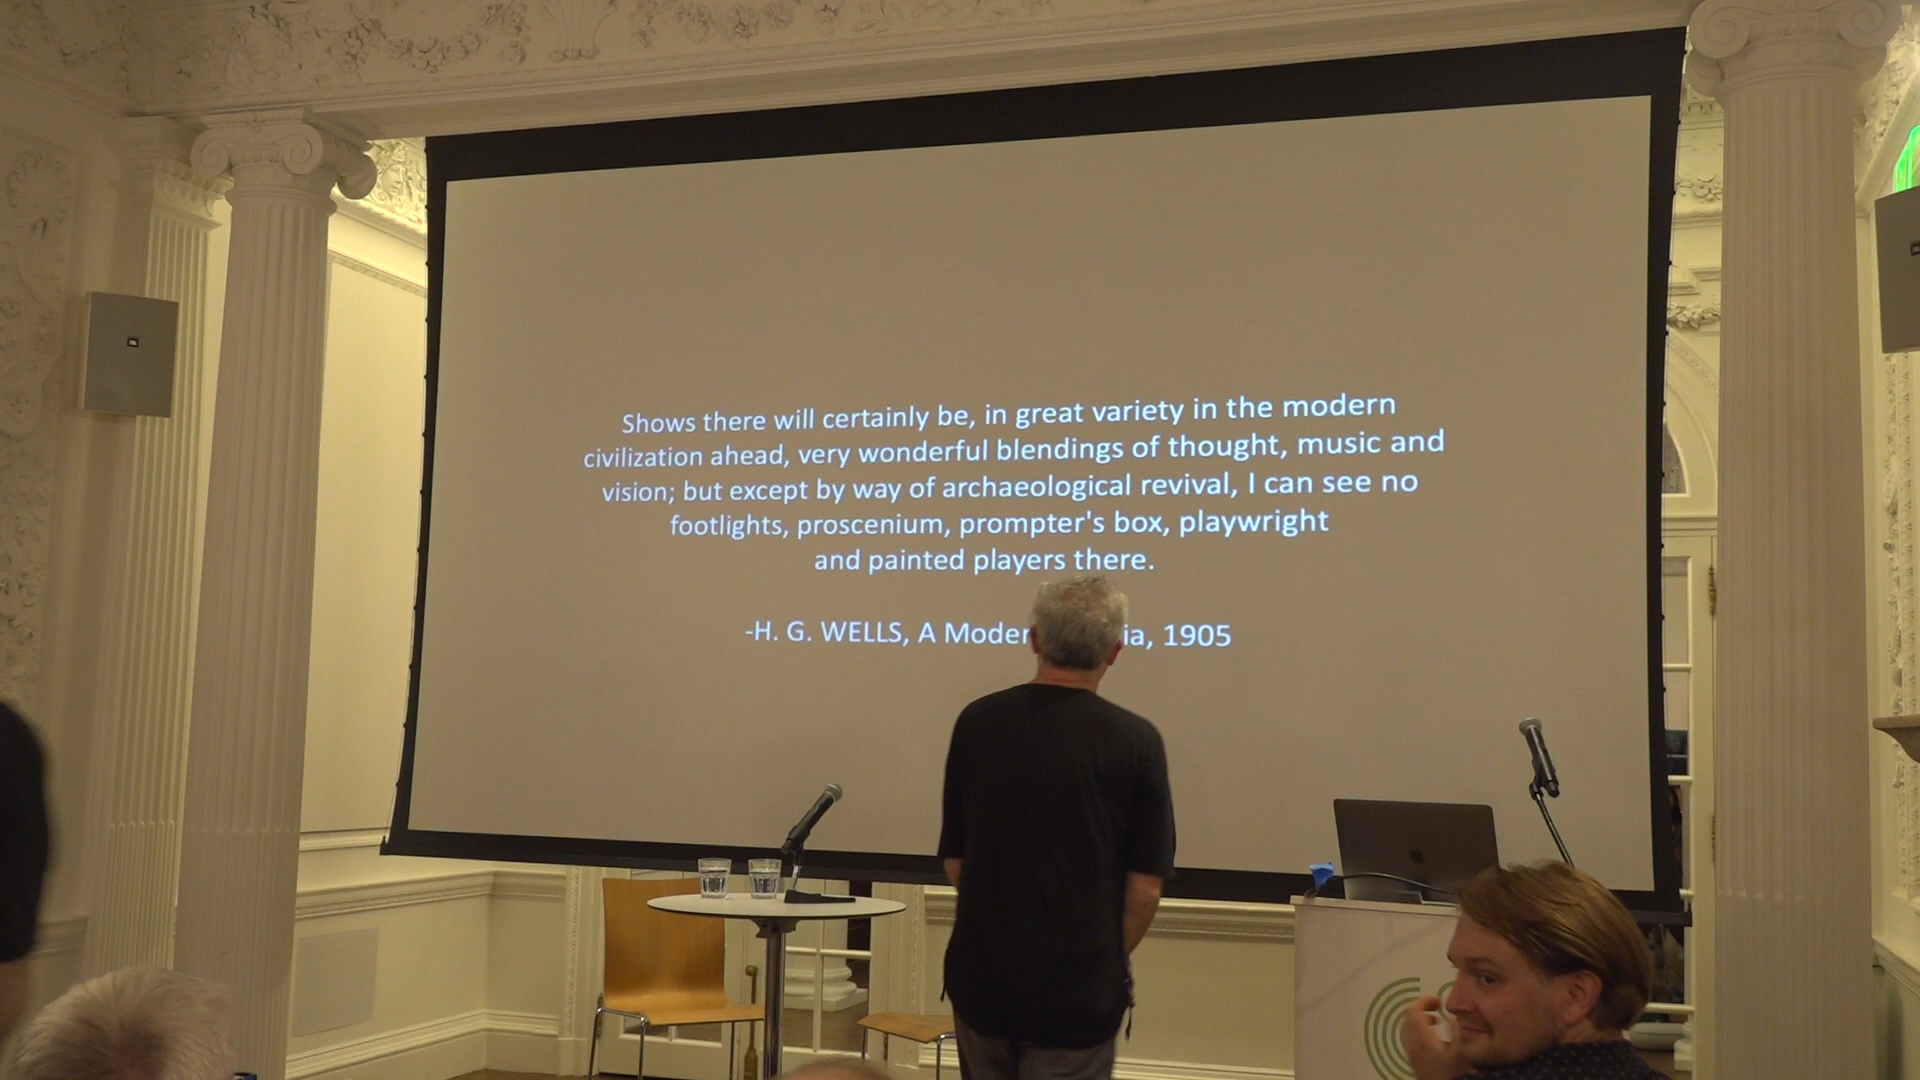 Shows there will certainly be, in great variety in the modern
civilization ahead, very wonderful blendings of thought, music and
vision; but except by way of archaeological revival, I can see no
footlights, proscenium, prompter's box, playwright
and painted players there.
-H. G. WELLS, A Moder ia, 1905